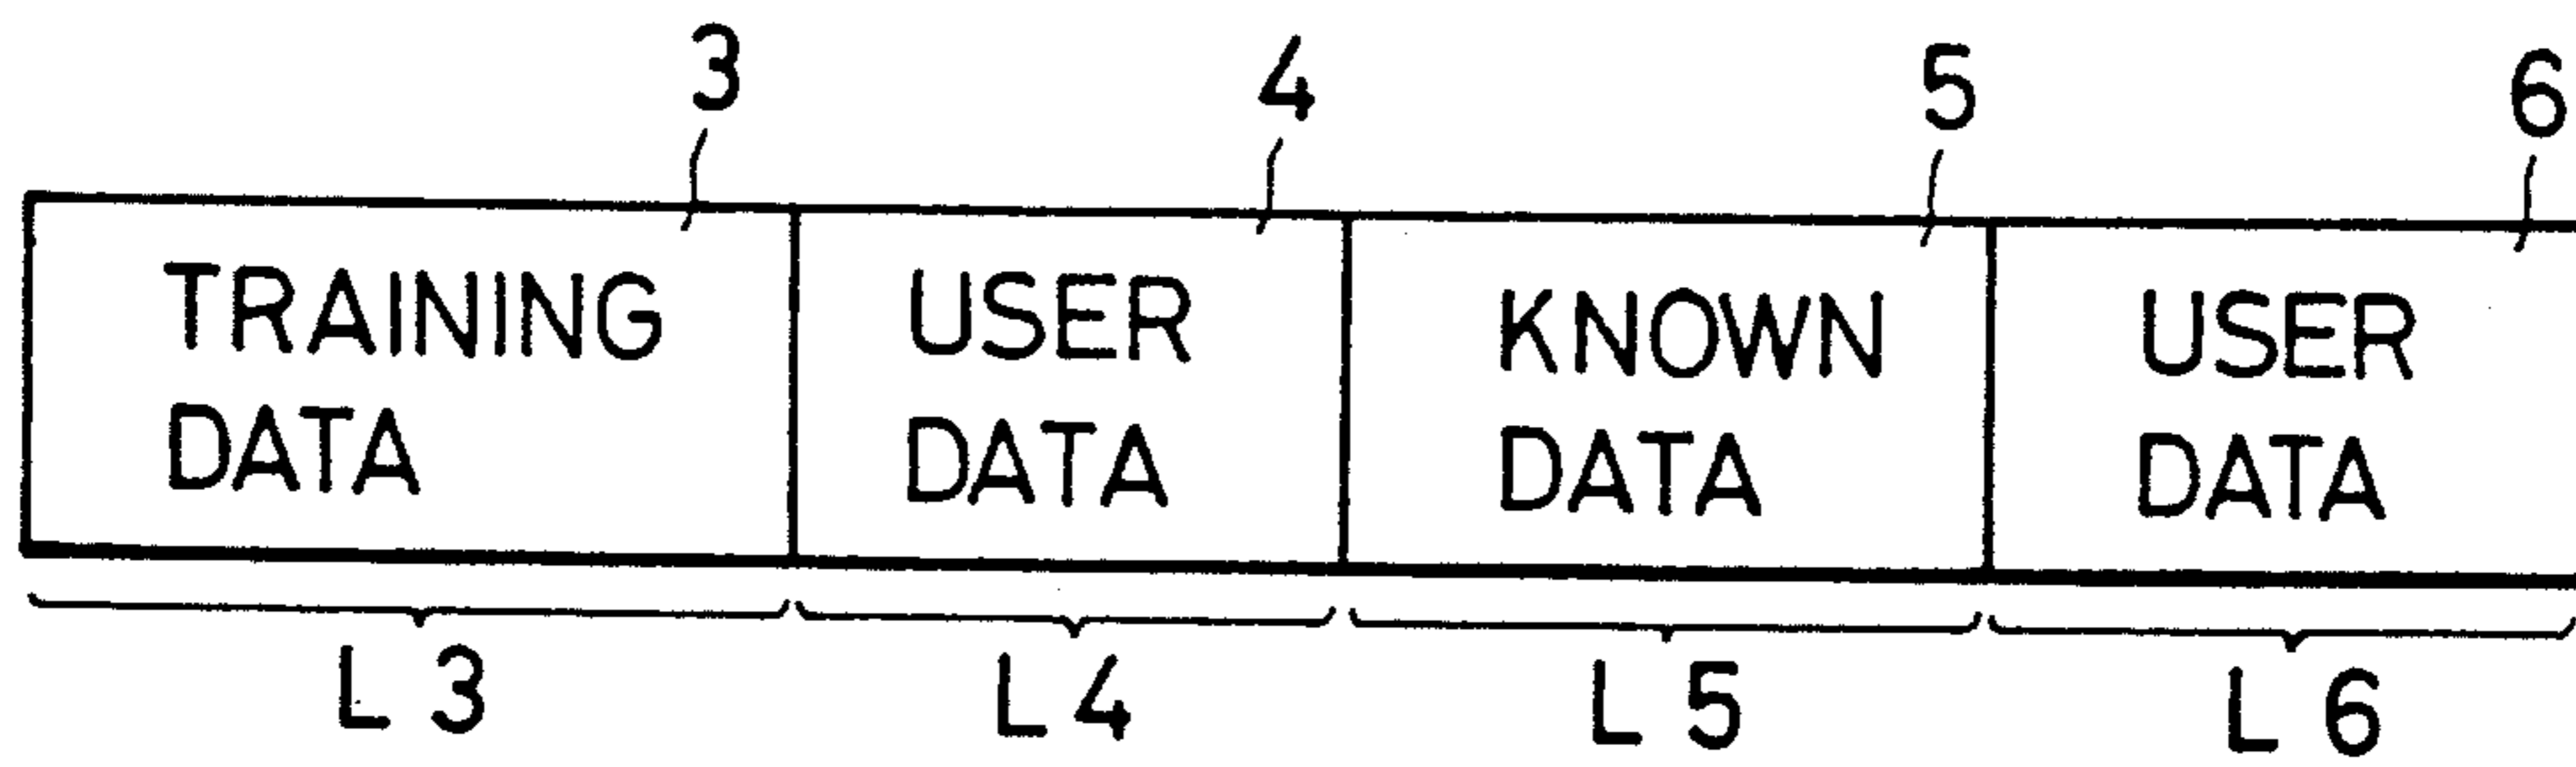 3 4 5 6
TRAINING USER KNOWN USER
DATA DATA DATA DATA
L3 L4 L5 L6